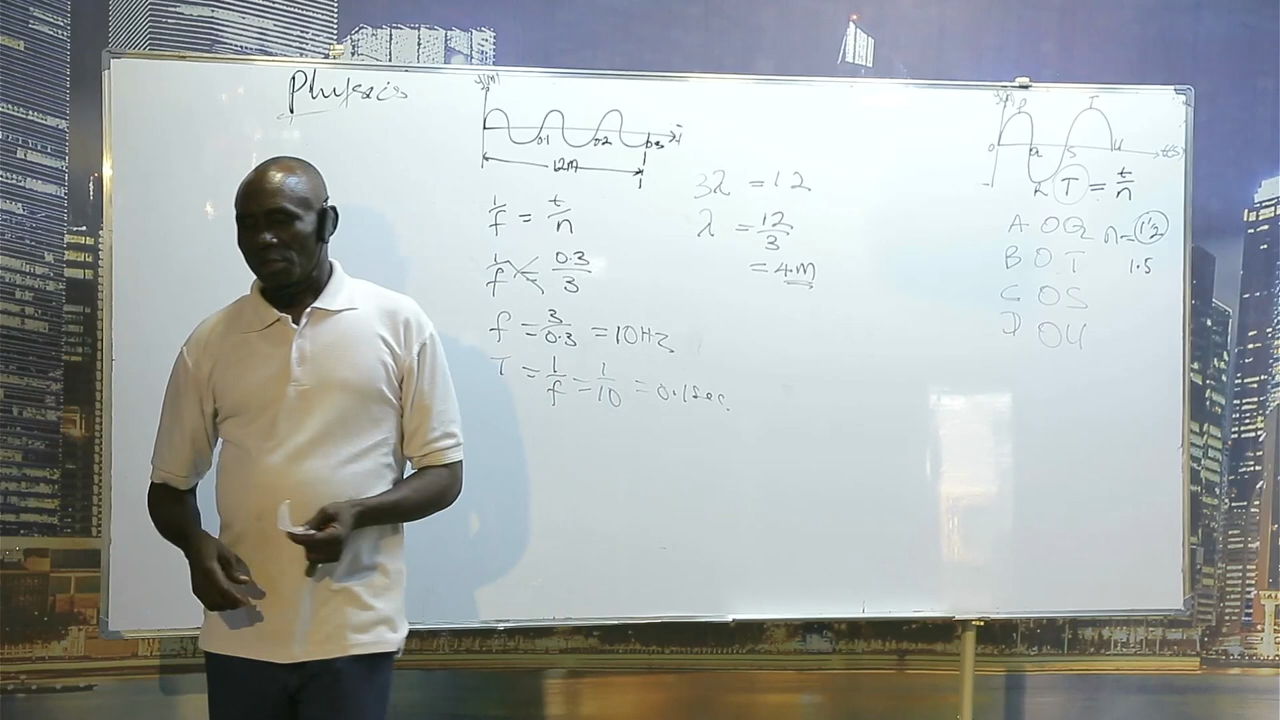 Physics
y(m)
0.1 0.2 0.3
12m
1/f = t/n
1/f = 0.3/3
f = 3/0.3 = 10Hz
T = 1/f = 1/10 = 0.1sec.
3λ = 12
λ = 12/3
= 4m
P T
O Q S U t(s)
R
T = t/n
A OQ
B OT
C OS
D OU
n = 1½
1.5